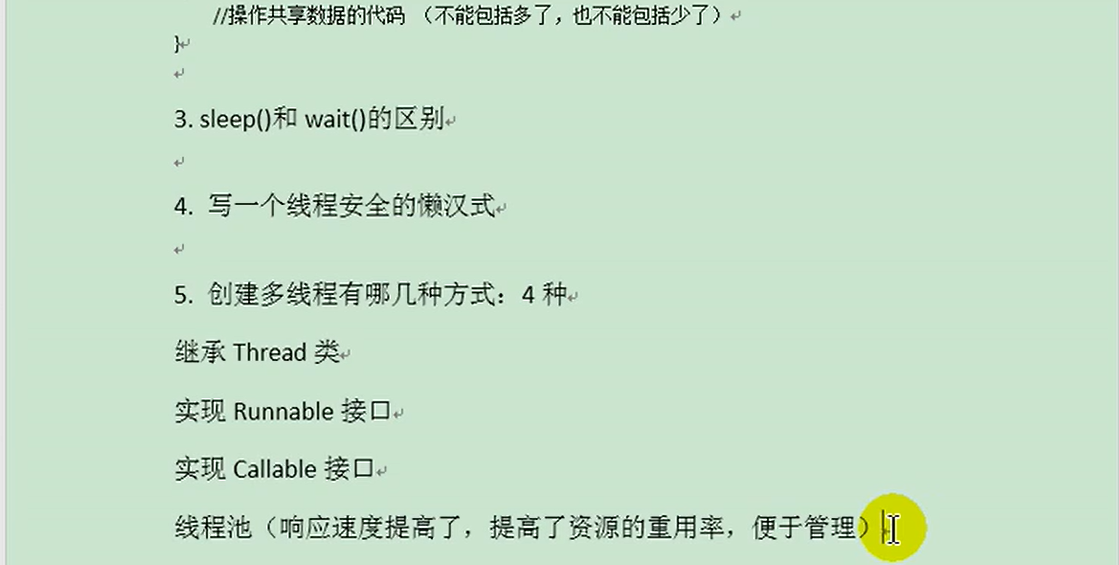 //操作共享数据的代码 （不能包括多了，也不能包括少了）
}
3. sleep()和 wait()的区别
4. 写一个线程安全的懒汉式
5. 创建多线程有哪几种方式：4 种
继承 Thread 类
实现 Runnable 接口
实现 Callable 接口
线程池（响应速度提高了，提高了资源的重用率，便于管理）